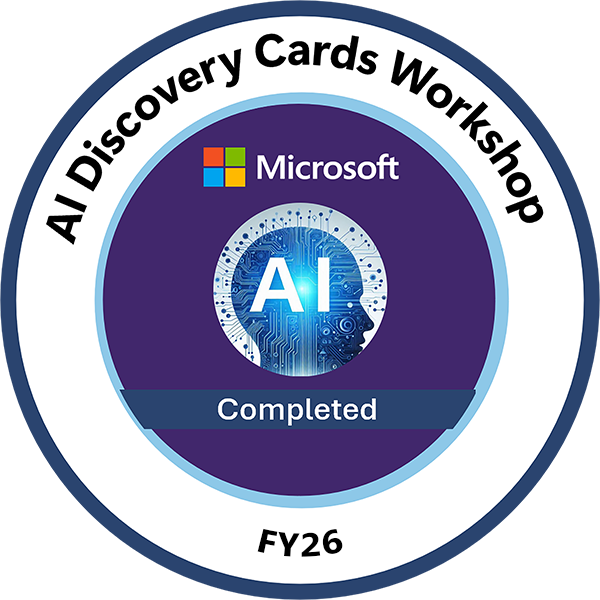 AI Discovery Cards Workshop
Microsoft
AI
Completed
FY26